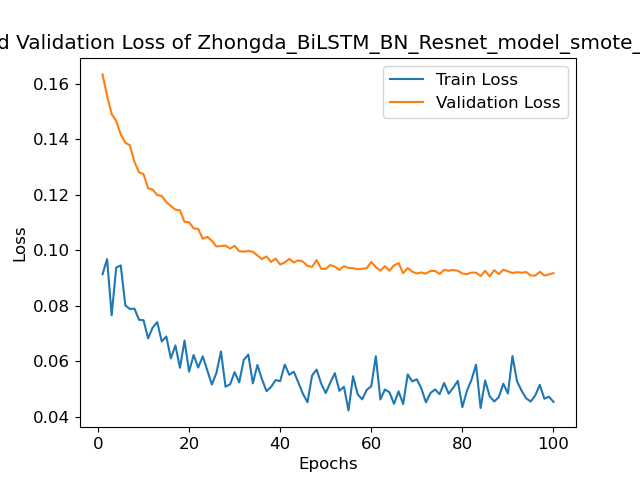 d Validation Loss of Zhongda_BiLSTM_BN_Resnet_model_smote_
Train Loss
Validation Loss
0.16
0.14
0.12
0.10
0.08
0.06
0.04
Loss
0
20
40
60
80
100
Epochs